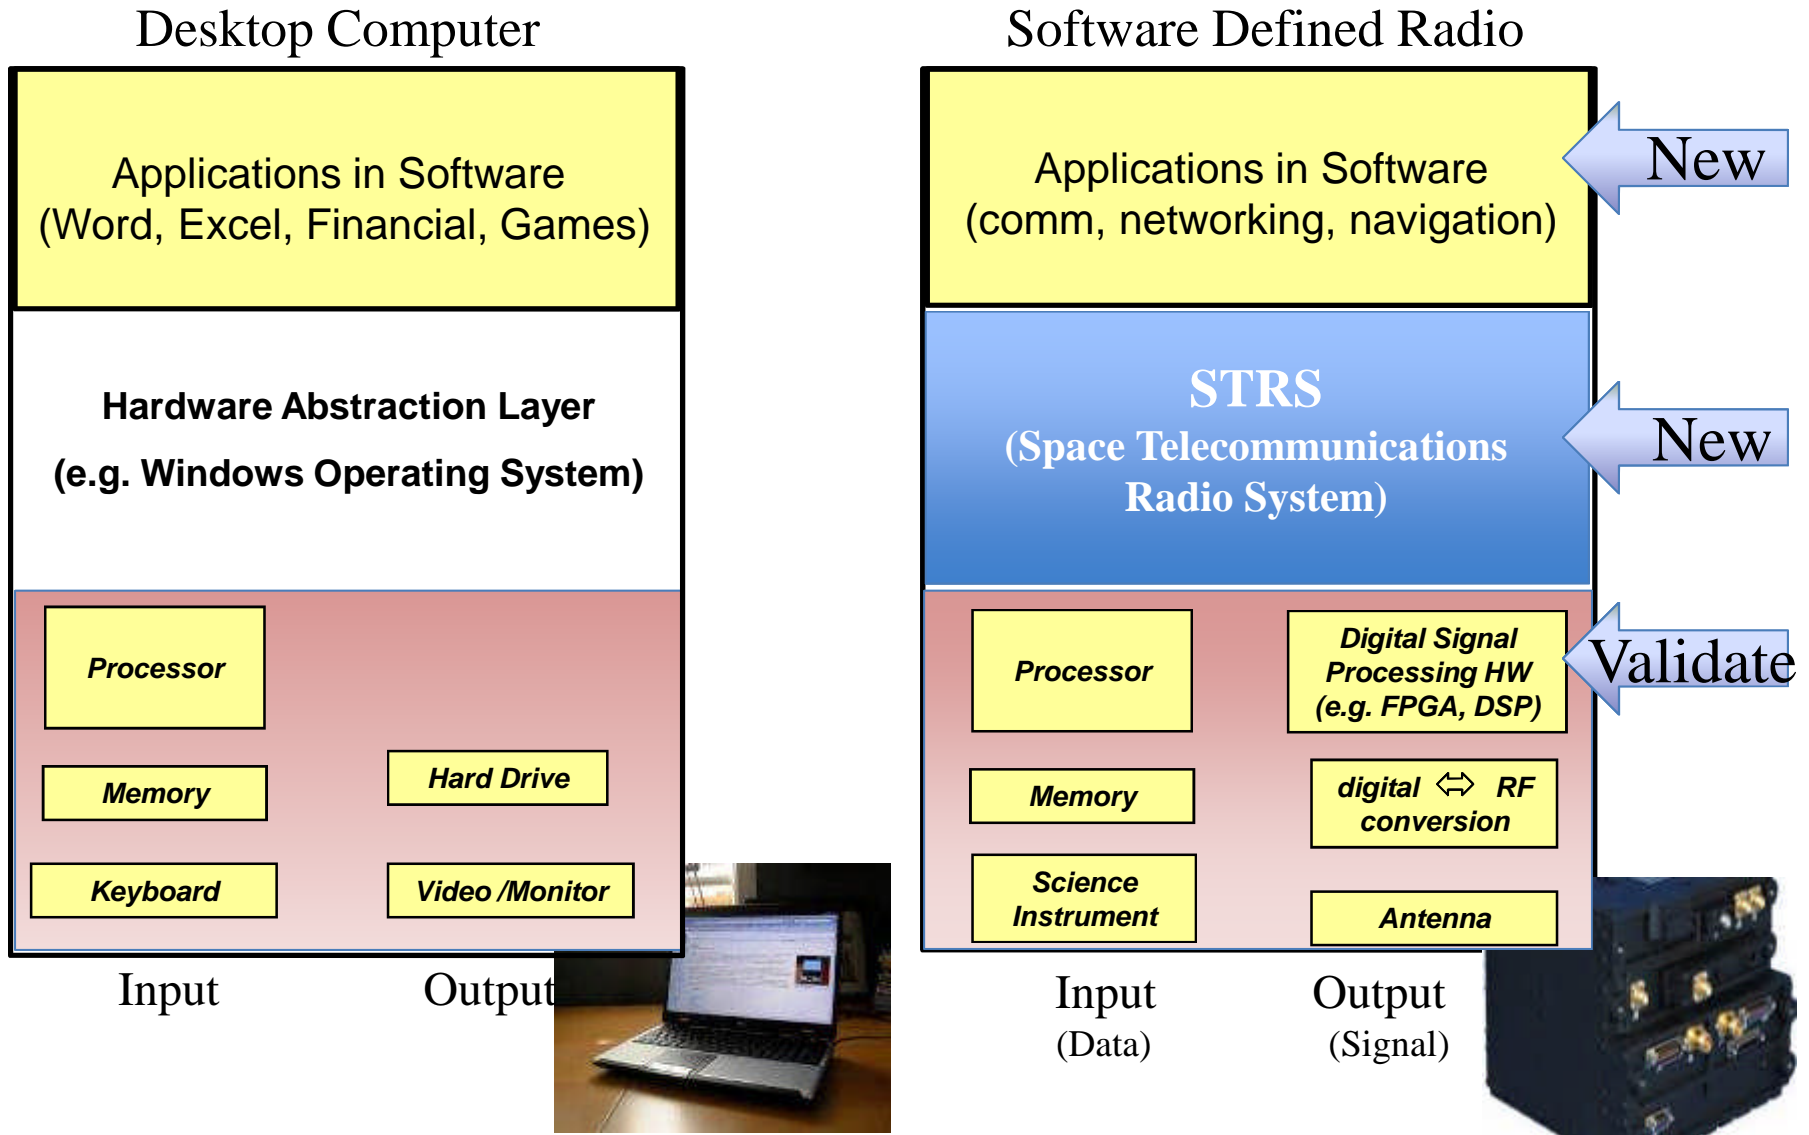 Desktop Computer
Applications in Software
(Word, Excel, Financial, Games)
Hardware Abstraction Layer
(e.g. Windows Operating System)
Processor
Memory
Hard Drive
Keyboard
Video /Monitor
Input
Output
Software Defined Radio
Applications in Software
(comm, networking, navigation)
New
STRS
(Space Telecommunications
Radio System)
New
Processor
Digital Signal
Processing HW
(e.g. FPGA, DSP)
Validate
Memory
digital ⇔ RF
conversion
Science
Instrument
Antenna
Input
(Data)
Output
(Signal)